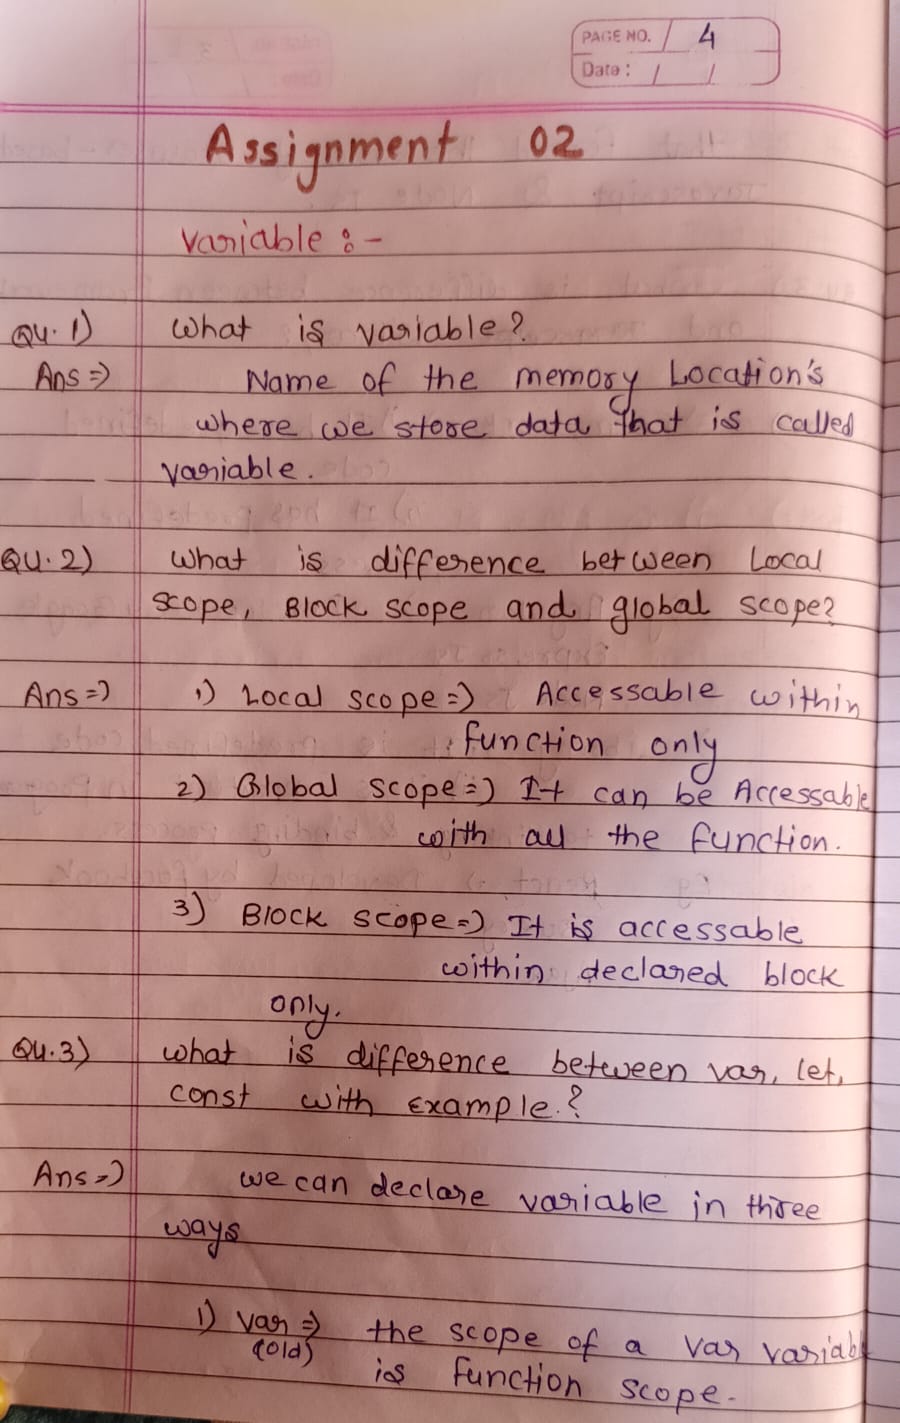 PAGE NO. / 4
Date: / /
Assignment 02
Variable :-
QU.1) What is variable?
Ans=> Name of the memory Location's
where we store data that is called
variable.
QU.2) What is difference between Local
scope, Block scope and global scope?
Ans=> 1) Local scope=> Accessable within
function only
2) Global scope=> It can be Accessable
with all the function.
3) Block scope=> It is accessable
within declared block
only.
QU.3) What is difference between var, let,
const with Example.?
Ans=> we can declare variable in three
ways
1) var=> the scope of a var variable
(old) is function scope.